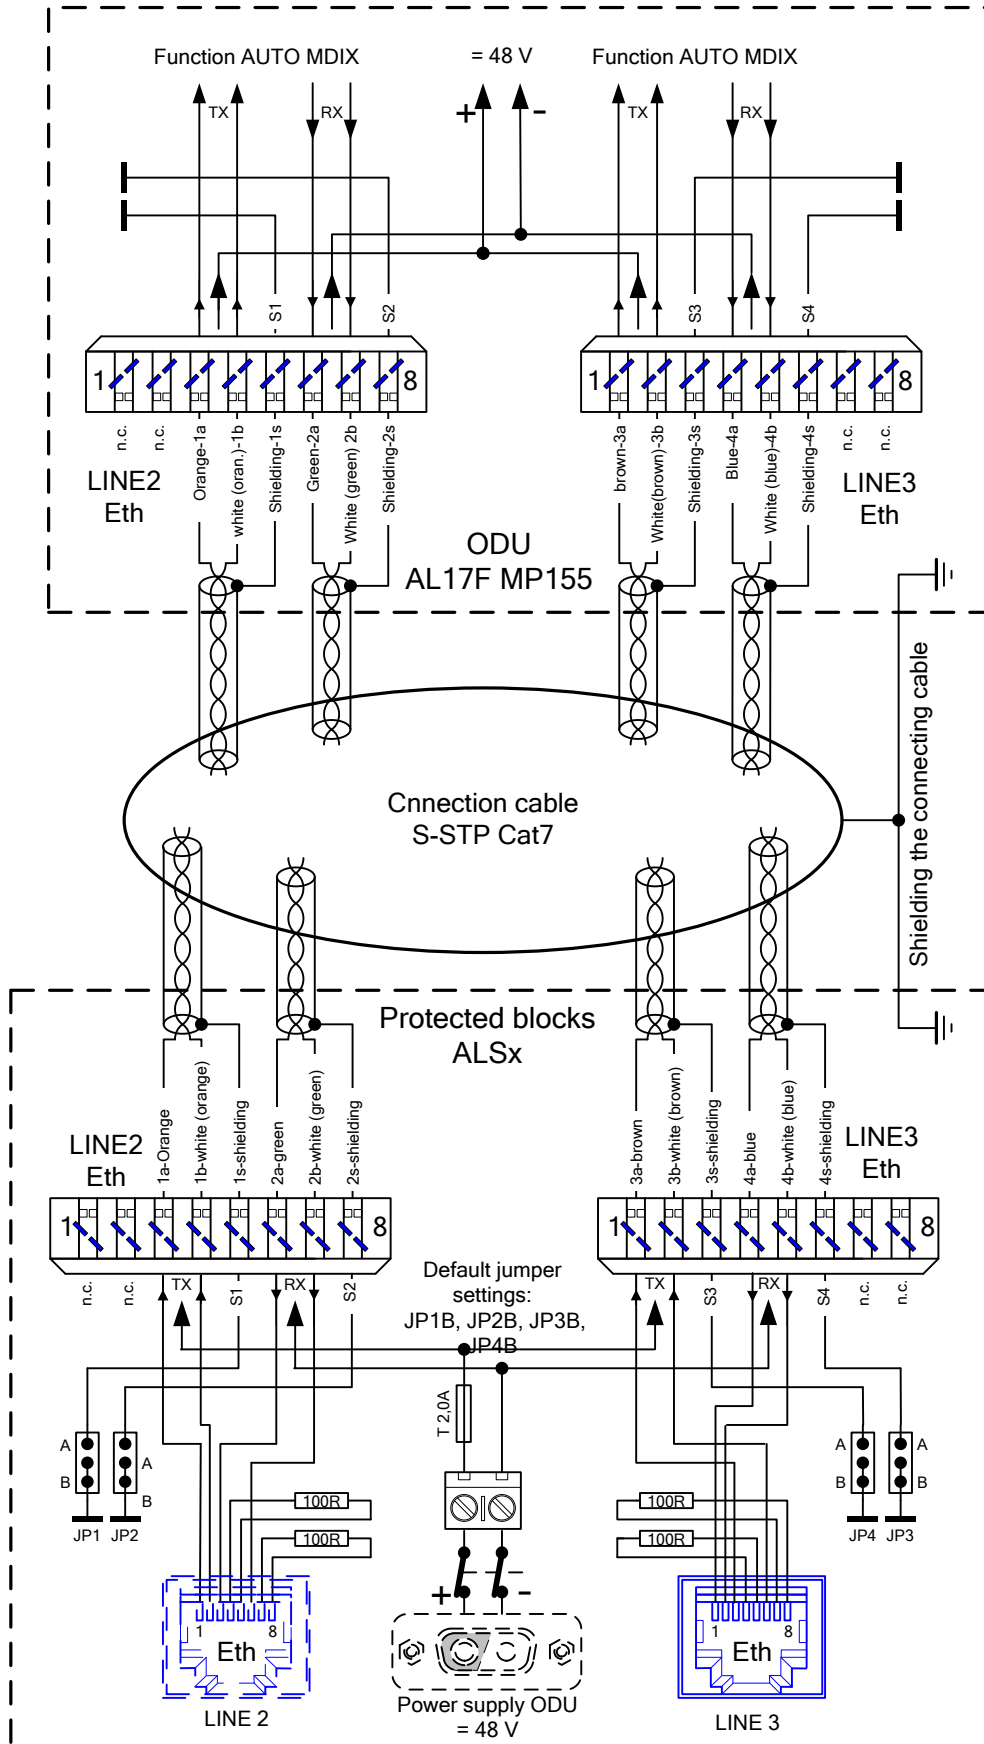 Function AUTO MDIX
= 48 V
Function AUTO MDIX
TX
RX
+
-
TX
RX
S1
S2
S3
S4
1
8
1
8
n.c.
n.c.
Orange-1a
white (oran.)-1b
Shielding-1s
Green-2a
White (green) 2b
Shielding-2s
brown-3a
White(brown)-3b
Shielding-3s
Blue-4a
White (blue)-4b
Shielding-4s
n.c.
n.c.
LINE2
Eth
LINE3
Eth
ODU
AL17F MP155
Shielding the connecting cable
Cnnection cable
S-STP Cat7
Protected blocks
ALSx
LINE2
Eth
1a-Orange
1b-white (orange)
1s-shielding
2a-green
2b-white (green)
2s-shielding
3a-brown
3b-white (brown)
3s-shielding
4a-blue
4b-white (blue)
4s-shielding
LINE3
Eth
1
8
1
8
n.c.
n.c.
TX
S1
RX
S2
Default jumper
settings:
JP1B, JP2B, JP3B,
JP4B
TX
S3
RX
S4
n.c.
n.c.
T 2,0A
A
B
A
B
A
B
A
B
JP1
JP2
JP4
JP3
100R
100R
100R
100R
+
-
1
8
Eth
LINE 2
Power supply ODU
= 48 V
1
8
Eth
LINE 3